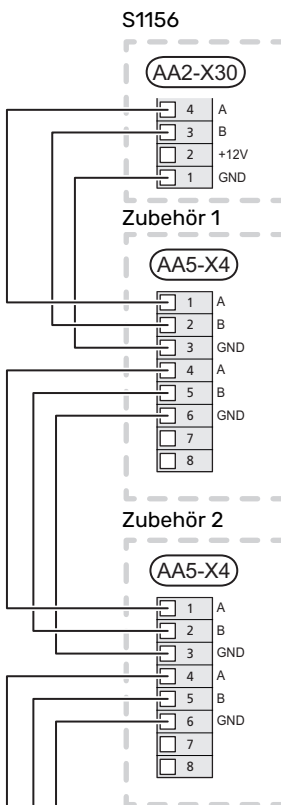 S1156
AA2-X30
4 A
3 B
2 +12V
1 GND
Zubehör 1
AA5-X4
1 A
2 B
3 GND
4 A
5 B
6 GND
7
8
Zubehör 2
AA5-X4
1 A
2 B
3 GND
4 A
5 B
6 GND
7
8